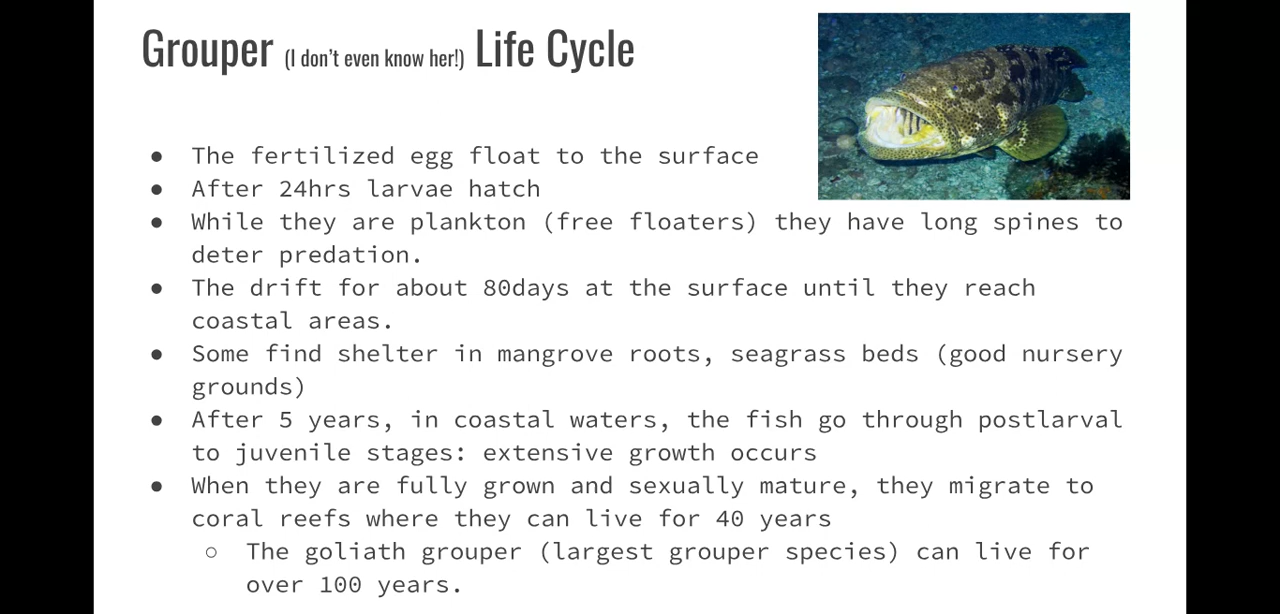 Grouper (I don't even know her!) Life Cycle
● The fertilized egg float to the surface
● After 24hrs larvae hatch
● While they are plankton (free floaters) they have long spines to
deter predation.
● The drift for about 80days at the surface until they reach
coastal areas.
● Some find shelter in mangrove roots, seagrass beds (good nursery
grounds)
● After 5 years, in coastal waters, the fish go through postlarval
to juvenile stages: extensive growth occurs
● When they are fully grown and sexually mature, they migrate to
coral reefs where they can live for 40 years
○ The goliath grouper (largest grouper species) can live for
over 100 years.